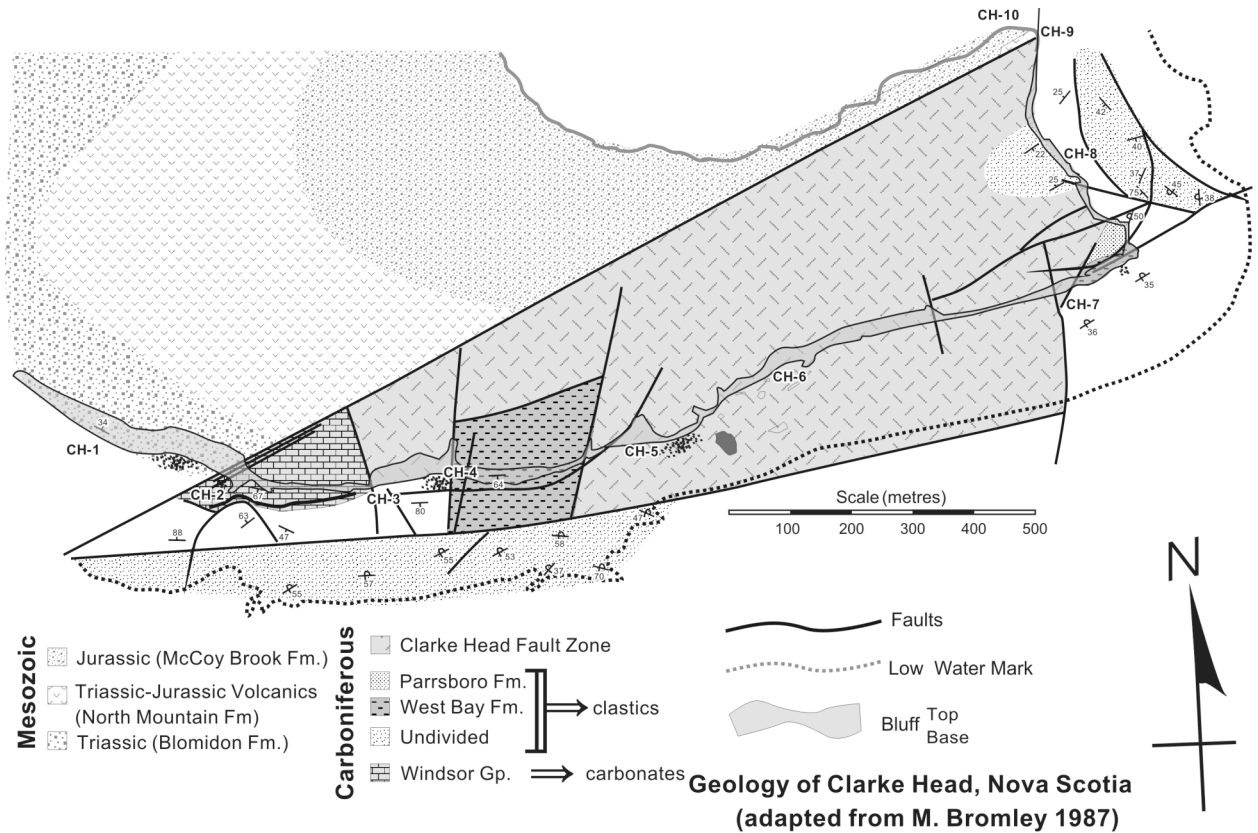 CH-10
CH-9
25
42
40
CH-8
22
37
25
75
45
38
50
35
CH-7
36
CH-6
34
CH-1
CH-5
CH-4
64
CH-2
67
CH-3
80
63
47
88
47
58
55
53
37
70
57
55
Scale (metres)
100 200 300 400 500
N
Mesozoic
Jurassic (McCoy Brook Fm.)
Triassic-Jurassic Volcanics
(North Mountain Fm)
Triassic (Blomidon Fm.)
Carboniferous
Clarke Head Fault Zone
Parrsboro Fm.
West Bay Fm.
Undivided
clastics
Windsor Gp.
carbonates
Faults
Low Water Mark
Bluff Top
Base
Geology of Clarke Head, Nova Scotia
(adapted from M. Bromley 1987)